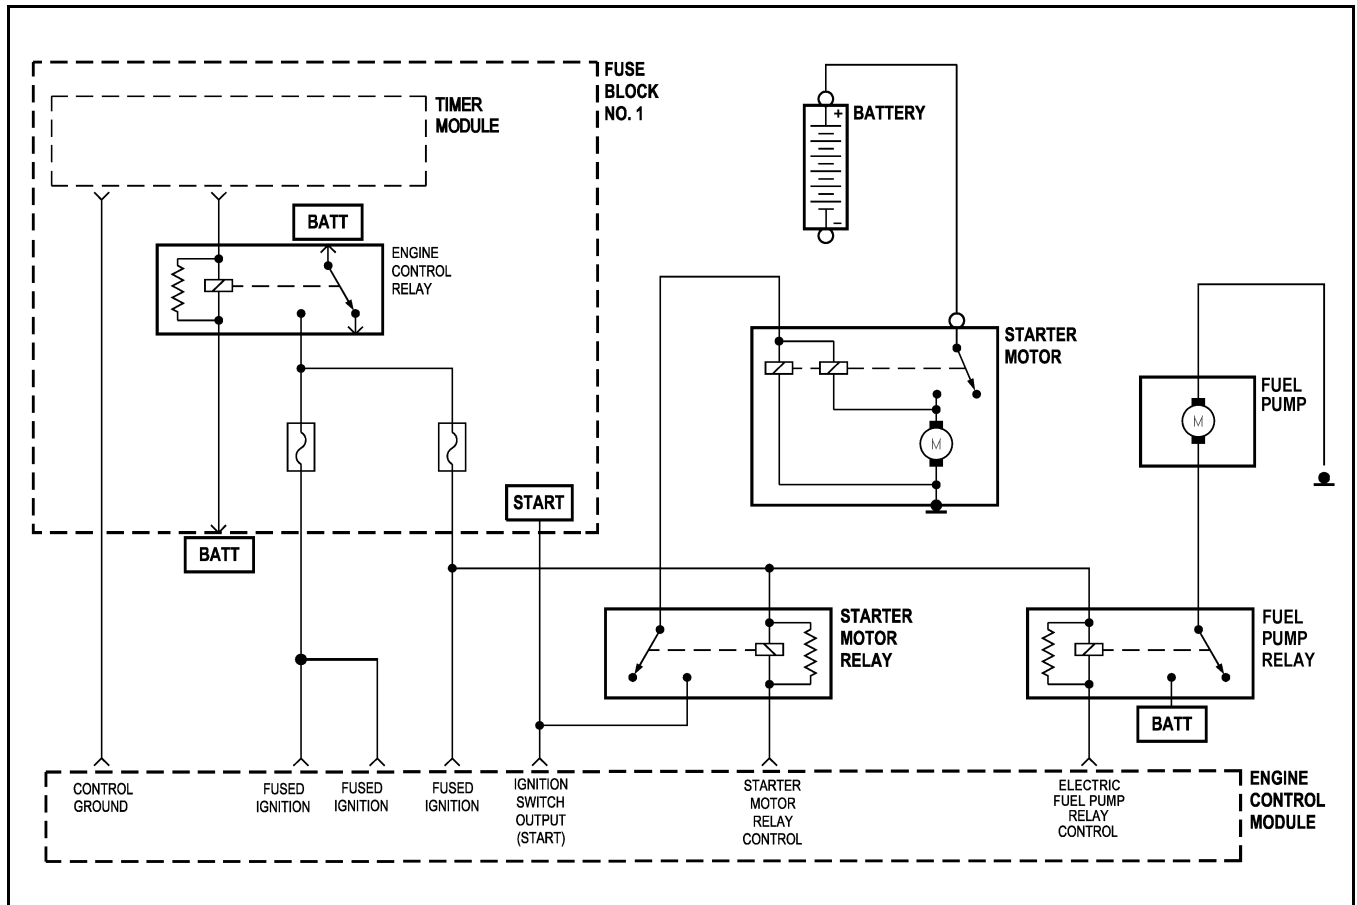 FUSE
BLOCK
NO. 1
TIMER
MODULE
BATTERY
+
−
BATT
ENGINE
CONTROL
RELAY
STARTER
MOTOR
M
FUEL
PUMP
M
START
BATT
STARTER
MOTOR
RELAY
FUEL
PUMP
RELAY
BATT
CONTROL
GROUND
FUSED
IGNITION
FUSED
IGNITION
FUSED
IGNITION
IGNITION
SWITCH
OUTPUT
(START)
STARTER
MOTOR
RELAY
CONTROL
ELECTRIC
FUEL PUMP
RELAY
CONTROL
ENGINE
CONTROL
MODULE